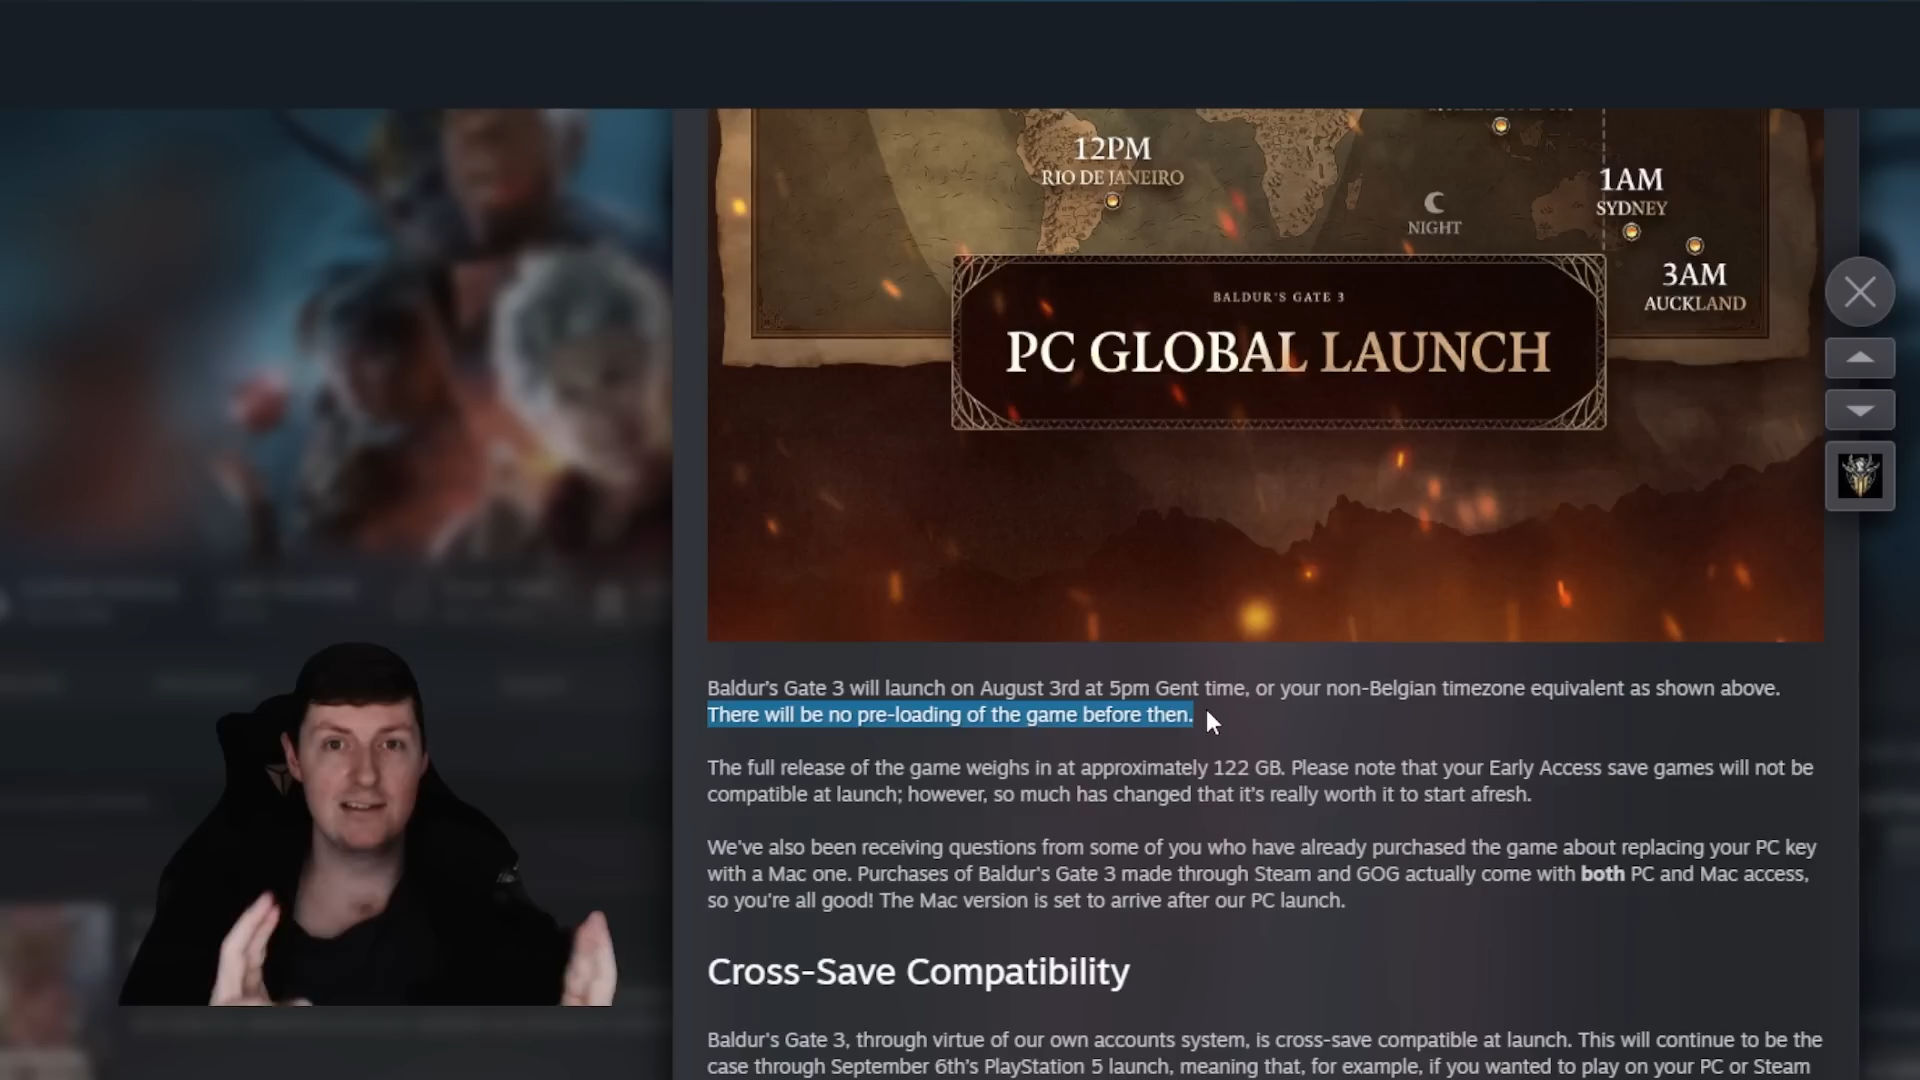 12PM
RIO DE JANEIRO
1AM
SYDNEY
NIGHT
3AM
AUCKLAND
BALDUR'S GATE 3
PC GLOBAL LAUNCH
Baldur's Gate 3 will launch on August 3rd at 5pm Gent time, or your non-Belgian timezone equivalent as shown above.
There will be no pre-loading of the game before then.
The full release of the game weighs in at approximately 122 GB. Please note that your Early Access save games will not be
compatible at launch; however, so much has changed that it's really worth it to start afresh.
We've also been receiving questions from some of you who have already purchased the game about replacing your PC key
with a Mac one. Purchases of Baldur's Gate 3 made through Steam and GOG actually come with both PC and Mac access,
so you're all good! The Mac version is set to arrive after our PC launch.
Cross-Save Compatibility
Baldur's Gate 3, through virtue of our own accounts system, is cross-save compatible at launch. This will continue to be the
case through September 6th's PlayStation 5 launch, meaning that, for example, if you wanted to play on your PC or Steam